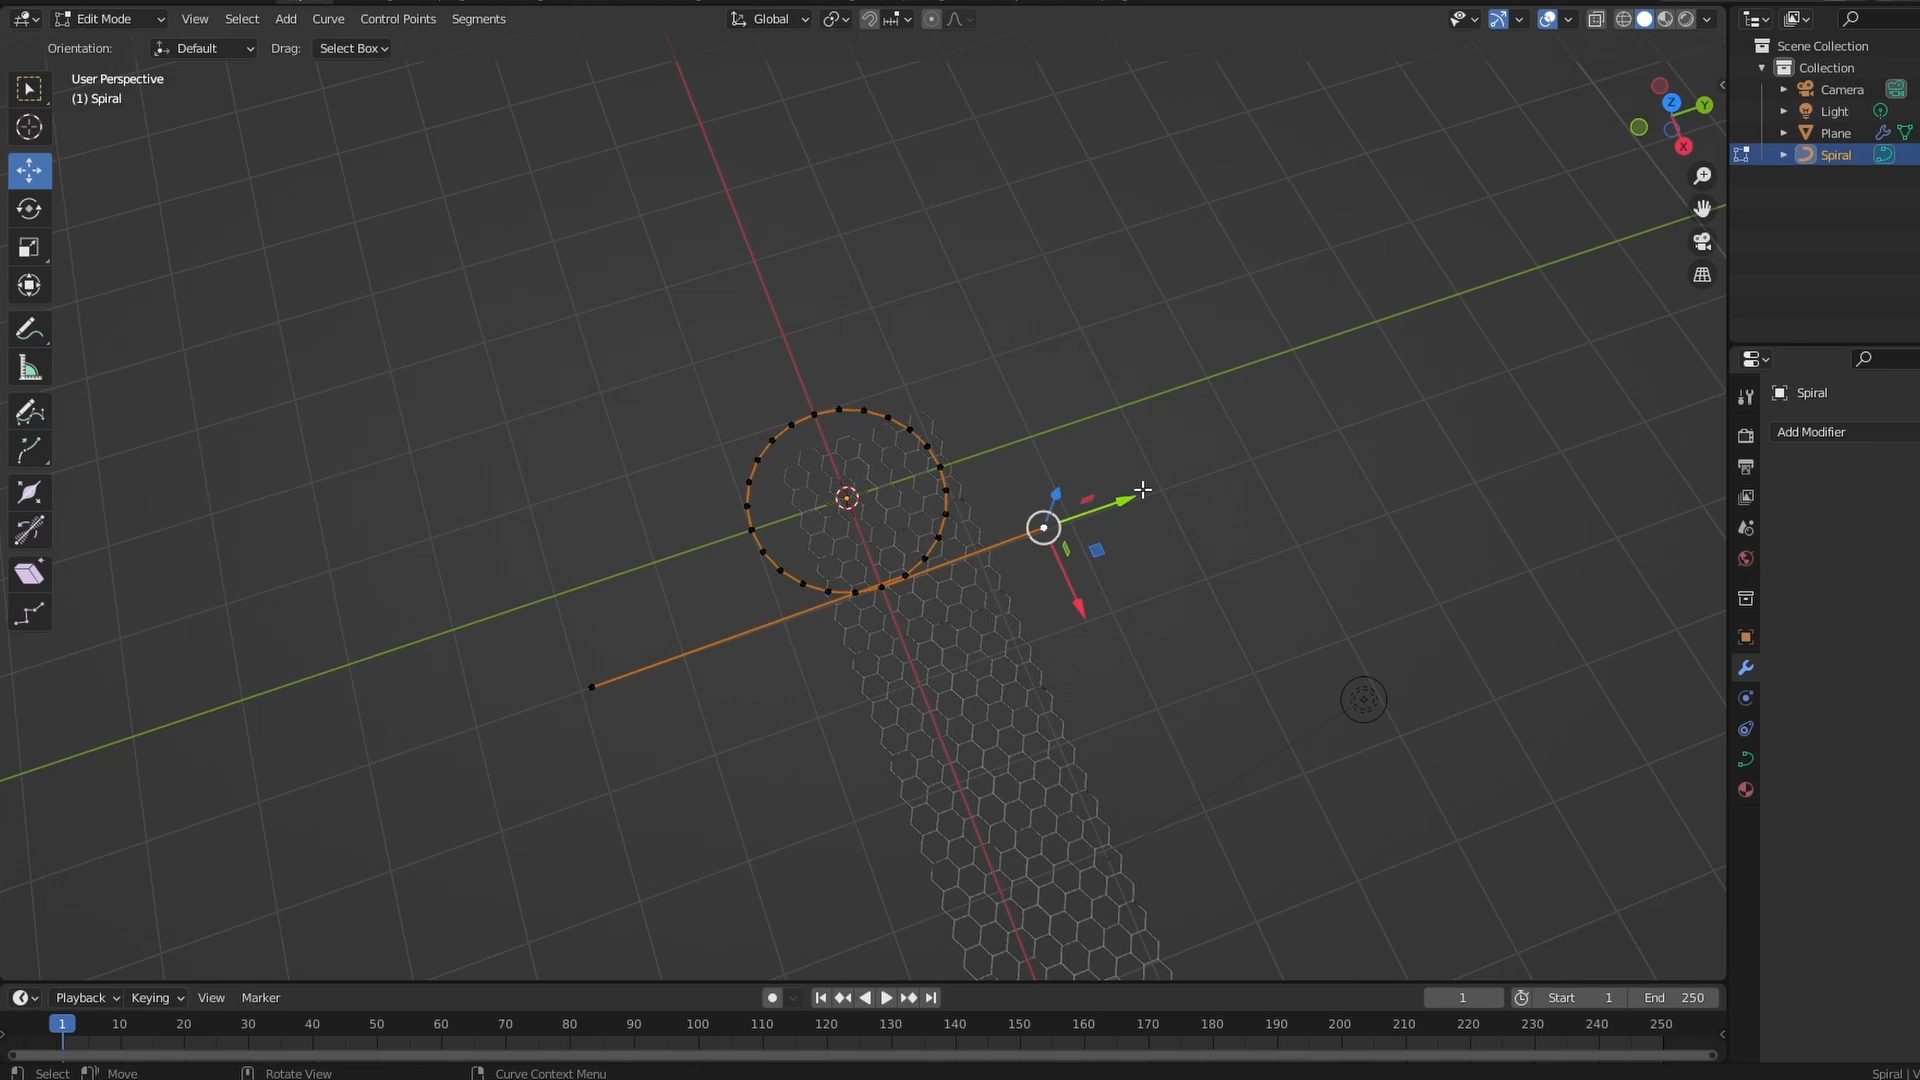 Edit Mode View Select Add Curve Control Points Segments Global
Orientation: Default Drag: Select Box
User Perspective
(1) Spiral
Z
Y
X
Scene Collection
Collection
Camera
Light
Plane
Spiral
Spiral
Add Modifier
Playback Keying View Marker 1 Start 1 End 250
1 10 20 30 40 50 60 70 80 90 100 110 120 130 140 150 160 170 180 190 200 210 220 230 240 250
Select Move Rotate View Curve Context Menu Spiral | V